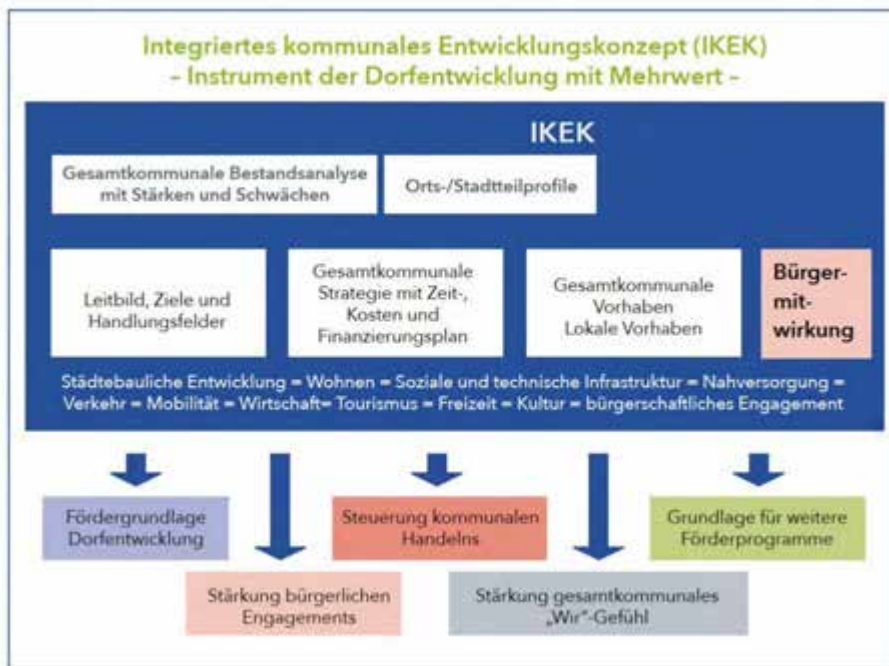 Integriertes kommunales Entwicklungskonzept (IKEK)
– Instrument der Dorfentwicklung mit Mehrwert –
IKEK
Gesamtkommunale Bestandsanalyse
mit Stärken und Schwächen
Orts-/Stadtteilprofile
Leitbild, Ziele und
Handlungsfelder
Gesamtkommunale
Strategie mit Zeit-,
Kosten und
Finanzierungsplan
Gesamtkommunale
Vorhaben
Lokale Vorhaben
Bürger-
mit-
wirkung
Städtebauliche Entwicklung = Wohnen = Soziale und technische Infrastruktur = Nahversorgung =
Verkehr = Mobilität = Wirtschaft= Tourismus = Freizeit = Kultur = bürgerschaftliches Engagement
Fördergrundlage
Dorfentwicklung
Steuerung kommunalen
Handelns
Grundlage für weitere
Förderprogramme
Stärkung bürgerlichen
Engagements
Stärkung gesamtkommunales
„Wir“-Gefühl